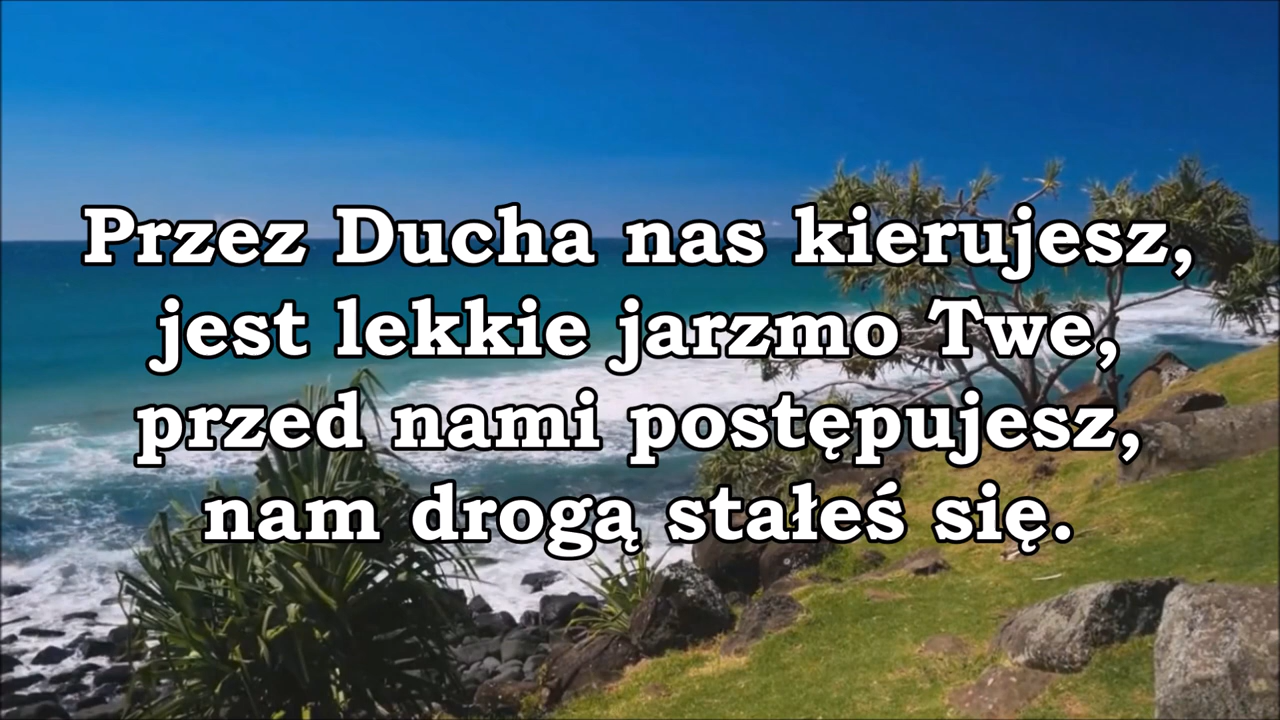 Przez Ducha nas kierujesz,
jest lekkie jarzmo Twe,
przed nami postępujesz,
nam drogą stałeś się.